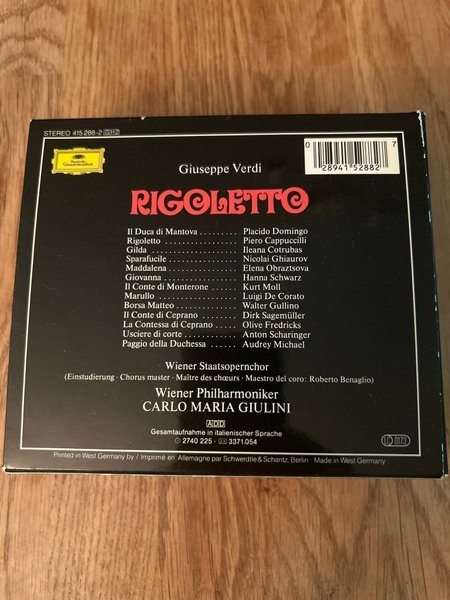 STEREO 415 288-2 GH2
Deutsche
Grammophon
0 28941 52882 7
Giuseppe Verdi
RIGOLETTO
Il Duca di Mantova ......... Placido Domingo
Rigoletto ................. Piero Cappuccilli
Gilda ..................... Ileana Cotrubas
Sparafucile ............... Nicolai Ghiaurov
Maddalena ................. Elena Obraztsova
Giovanna .................. Hanna Schwarz
Il Conte di Monterone ..... Kurt Moll
Marullo ................... Luigi De Corato
Borsa Matteo .............. Walter Gullino
Il Conte di Ceprano ....... Dirk Sagemüller
La Contessa di Ceprano .... Olive Fredricks
Usciere di corte .......... Anton Scharinger
Paggio della Duchessa ..... Audrey Michael
Wiener Staatsopernchor
(Einstudierung · Chorus master · Maître des chœurs · Maestro del coro: Roberto Benaglio)
Wiener Philharmoniker
CARLO MARIA GIULINI
ADD
Gesamtaufnahme in italienischer Sprache
2740 225 · 3371 054
Printed in West Germany by / Imprimé en Allemagne par Schwerdtle & Schantz, Berlin · Made in West Germany